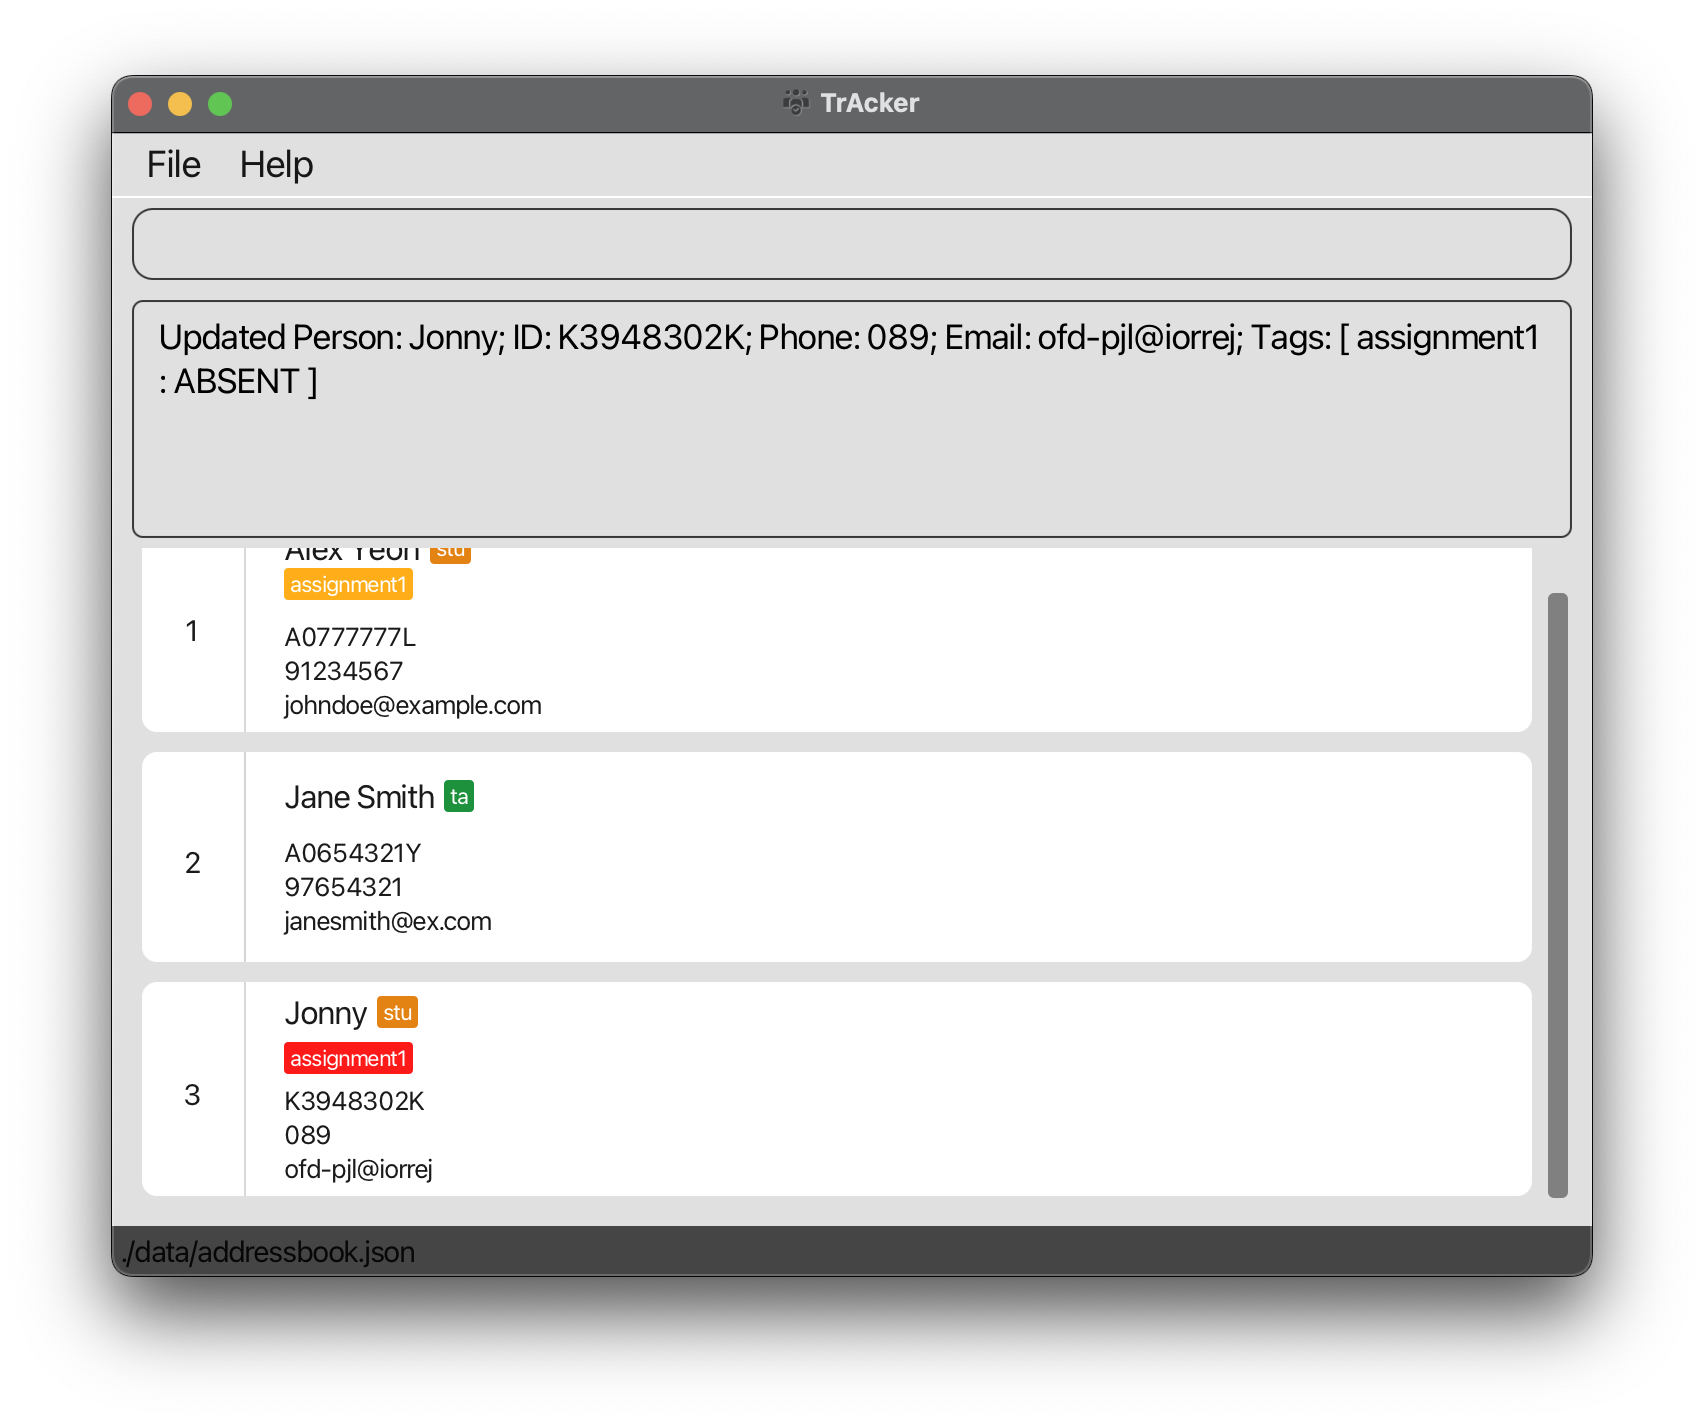 TrAcker
File Help
Updated Person: Jonny; ID: K3948302K; Phone: 089; Email: ofd-pjl@iorrej; Tags: [ assignment1
: ABSENT ]
Alex Yeoh stu
assignment1
1
A0777777L
91234567
johndoe@example.com
Jane Smith ta
2
A0654321Y
97654321
janesmith@ex.com
Jonny stu
assignment1
3
K3948302K
089
ofd-pjl@iorrej
./data/addressbook.json